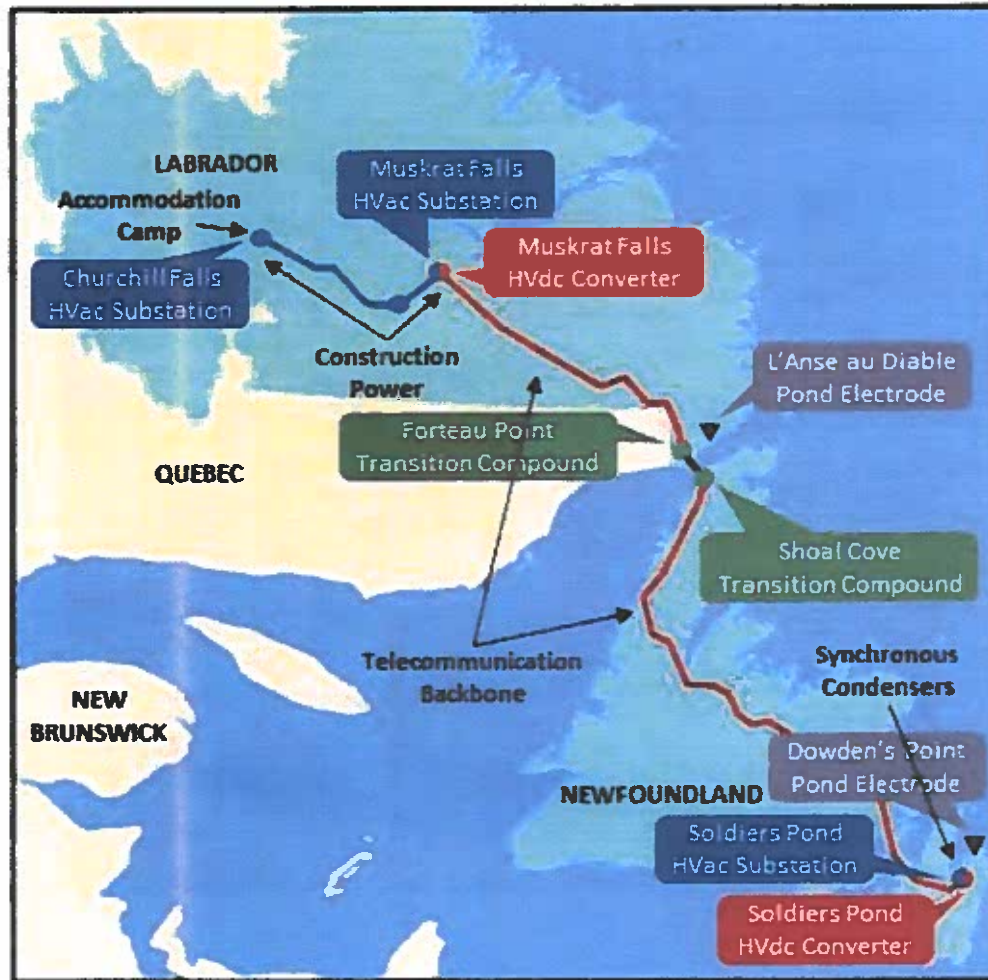 LABRADOR
Accommodation
Camp
Muskrat Falls
HVac Substation
Churchill Falls
HVac Substation
Muskrat Falls
HVdc Converter
Construction
Power
L'Anse au Diable
Pond Electrode
Forteau Point
Transition Compound
QUEBEC
Shoal Cove
Transition Compound
Telecommunication
Backbone
Synchronous
Condensers
NEW
BRUNSWICK
Dowden's Point
Pond Electrode
NEWFOUNDLAND
Soldiers Pond
HVac Substation
Soldiers Pond
HVdc Converter